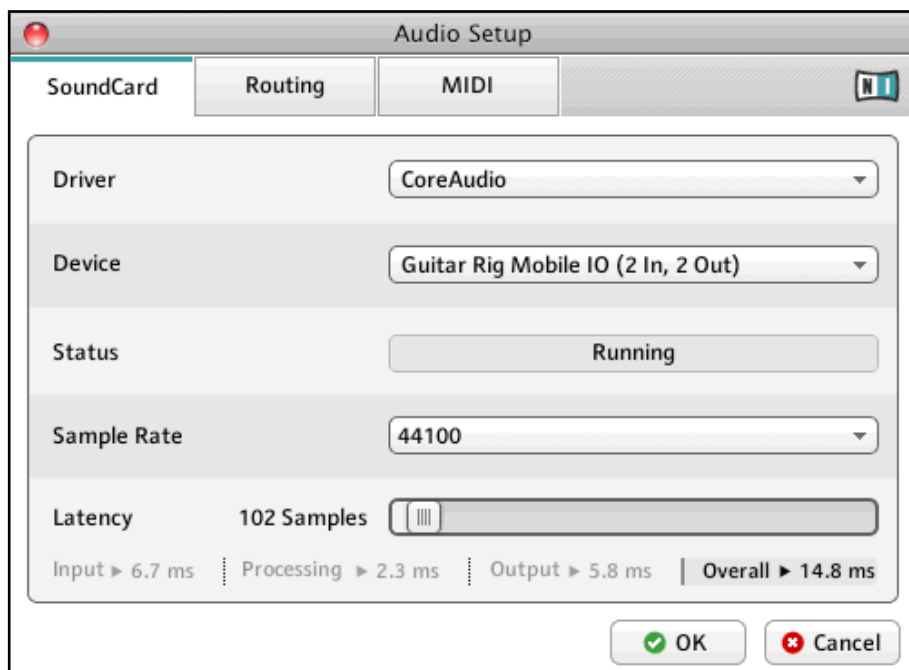 Audio Setup
SoundCard Routing MIDI NI
Driver CoreAudio
Device Guitar Rig Mobile IO (2 In, 2 Out)
Status Running
Sample Rate 44100
Latency 102 Samples
Input ▸ 6.7 ms Processing ▸ 2.3 ms Output ▸ 5.8 ms Overall ▸ 14.8 ms
OK Cancel